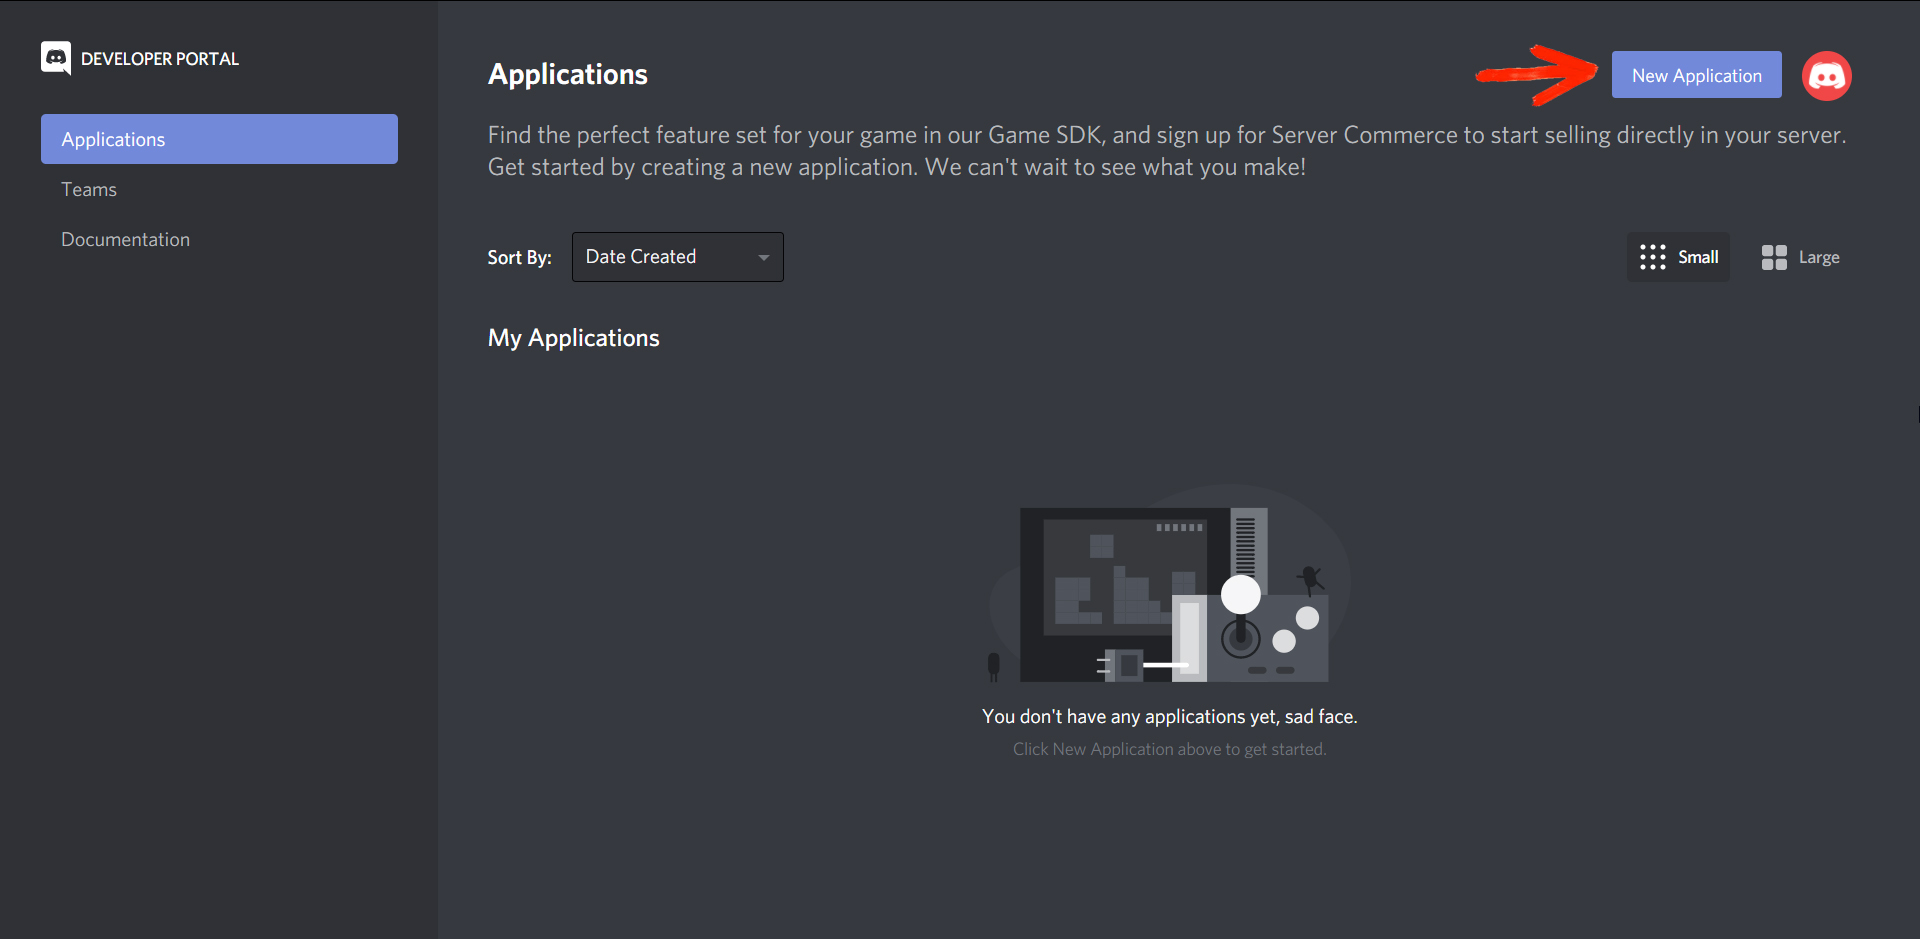 DEVELOPER PORTAL
Applications
Teams
Documentation
Applications
New Application
Find the perfect feature set for your game in our Game SDK, and sign up for Server Commerce to start selling directly in your server.
Get started by creating a new application. We can't wait to see what you make!
Sort By:
Date Created
Small
Large
My Applications
You don't have any applications yet, sad face.
Click New Application above to get started.